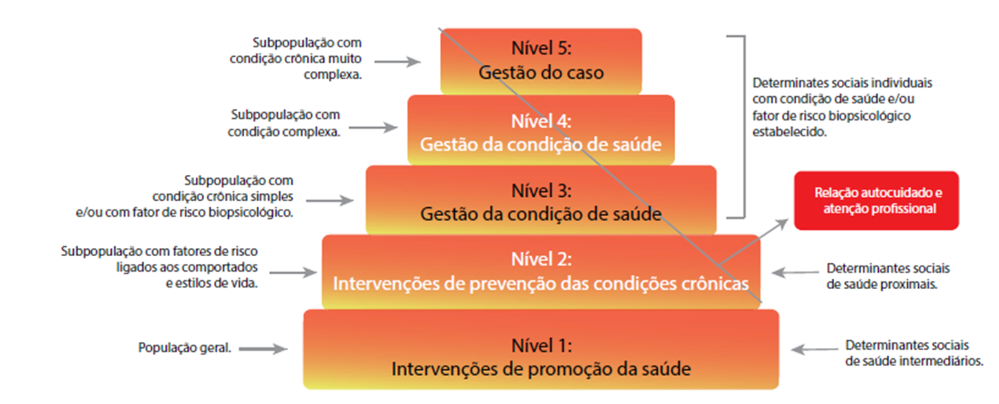 Subpopulação com
condição crônica muito
complexa.
Nível 5:
Gestão do caso
Determinates sociais individuais
com condição de saúde e/ou
fator de risco biopsicológico
estabelecido.
Subpopulação com
condição complexa.
Nível 4:
Gestão da condição de saúde
Subpopulação com
condição crônica simples
e/ou com fator de risco biopsicológico.
Nível 3:
Gestão da condição de saúde
Relação autocuidado e
atenção profissional
Subpopulação com fatores de risco
ligados aos comportados
e estilos de vida.
Nível 2:
Intervenções de prevenção das condições crônicas
Determinantes sociais
de saúde proximais.
População geral.
Nível 1:
Intervenções de promoção da saúde
Determinantes sociais
de saúde intermediários.